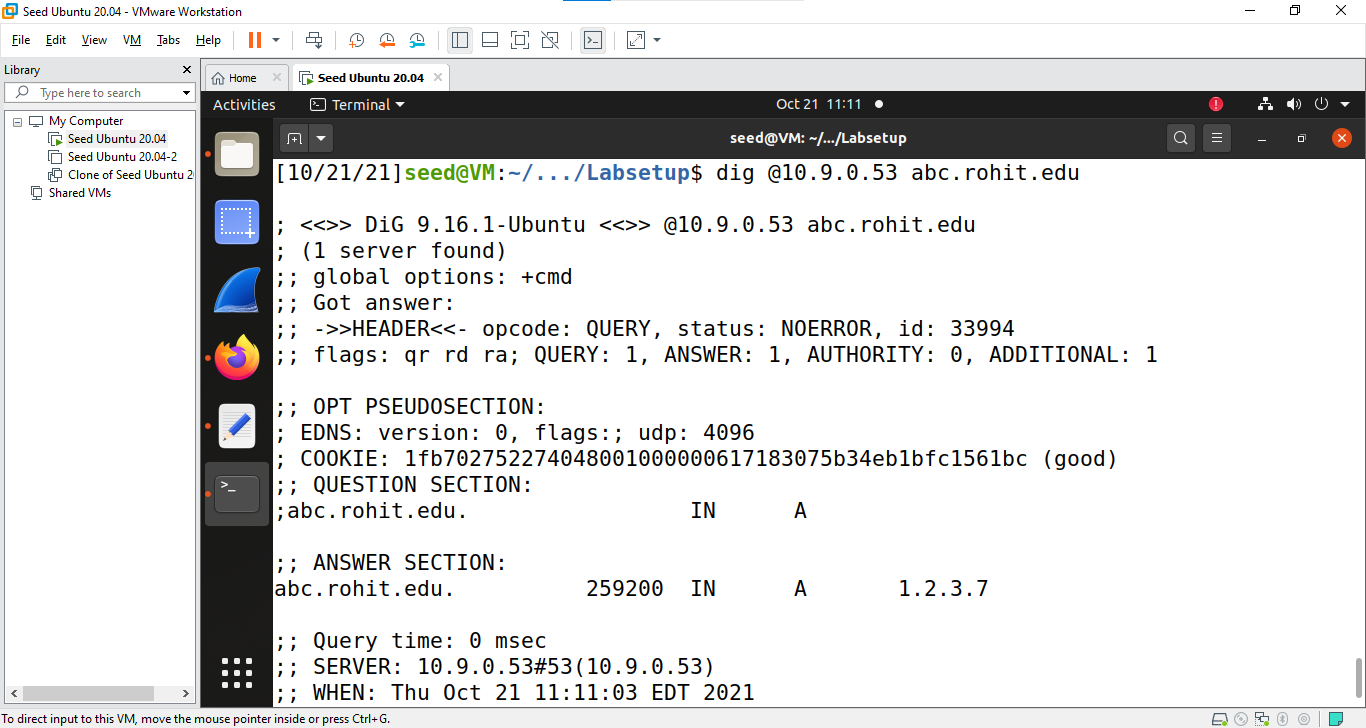 Seed Ubuntu 20.04 - VMware Workstation
File Edit View VM Tabs Help
Library
Type here to search
My Computer
Seed Ubuntu 20.04
Seed Ubuntu 20.04-2
Clone of Seed Ubuntu 2
Shared VMs
Home Seed Ubuntu 20.04
Activities Terminal Oct 21 11:11
seed@VM: ~/.../Labsetup
[10/21/21]seed@VM:~/.../Labsetup$ dig @10.9.0.53 abc.rohit.edu
; <<>> DiG 9.16.1-Ubuntu <<>> @10.9.0.53 abc.rohit.edu
; (1 server found)
;; global options: +cmd
;; Got answer:
;; ->>HEADER<<- opcode: QUERY, status: NOERROR, id: 33994
;; flags: qr rd ra; QUERY: 1, ANSWER: 1, AUTHORITY: 0, ADDITIONAL: 1
;; OPT PSEUDOSECTION:
; EDNS: version: 0, flags:; udp: 4096
; COOKIE: 1fb702752274048001000000617183075b34eb1bfc1561bc (good)
;; QUESTION SECTION:
;abc.rohit.edu. IN A
;; ANSWER SECTION:
abc.rohit.edu. 259200 IN A 1.2.3.7
;; Query time: 0 msec
;; SERVER: 10.9.0.53#53(10.9.0.53)
;; WHEN: Thu Oct 21 11:11:03 EDT 2021
To direct input to this VM, move the mouse pointer inside or press Ctrl+G.